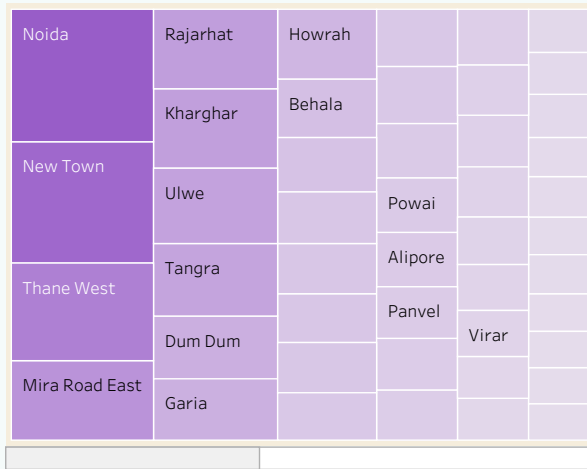 Noida
New Town
Thane West
Mira Road East
Rajarhat
Kharghar
Ulwe
Tangra
Dum Dum
Garia
Howrah
Behala
Powai
Alipore
Panvel
Virar